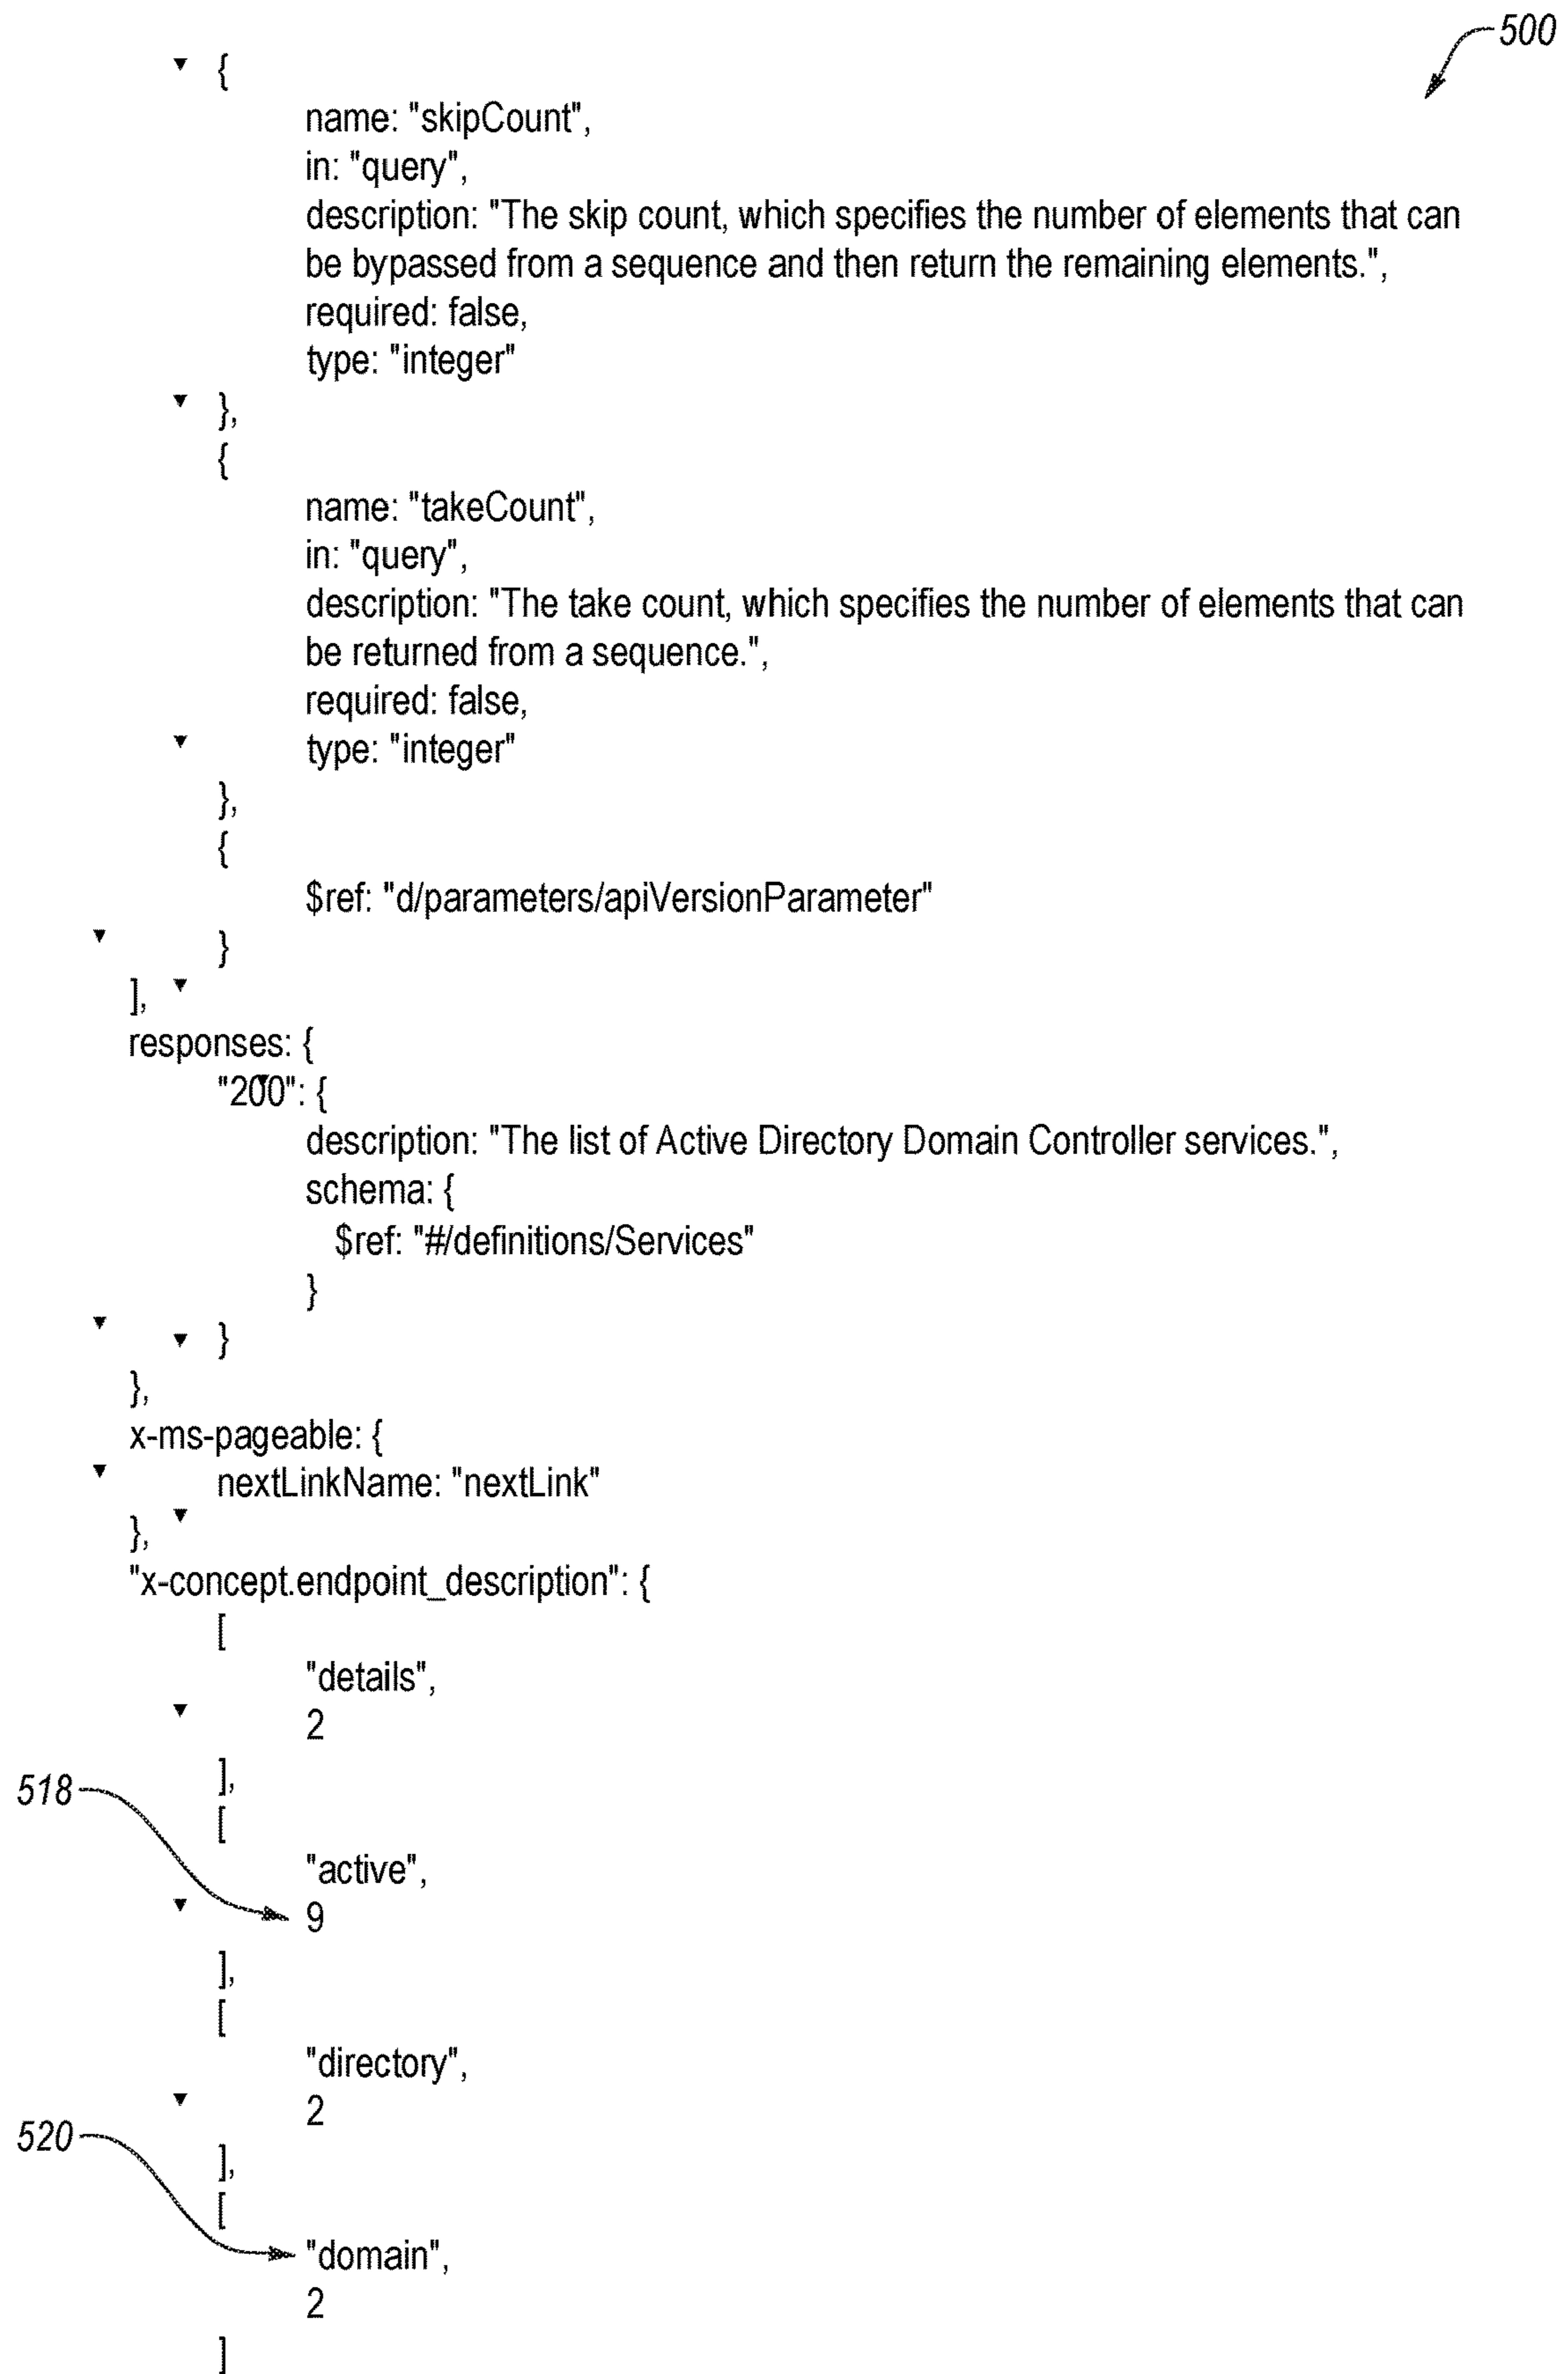 500
{
name: "skipCount",
in: "query",
description: "The skip count, which specifies the number of elements that can
be bypassed from a sequence and then return the remaining elements.",
required: false,
type: "integer"
},
{
name: "takeCount",
in: "query",
description: "The take count, which specifies the number of elements that can
be returned from a sequence.",
required: false,
type: "integer"
},
{
$ref: "d/parameters/apiVersionParameter"
}
],
responses: {
"200": {
description: "The list of Active Directory Domain Controller services.",
schema: {
$ref: "#/definitions/Services"
}
}
},
x-ms-pageable: {
nextLinkName: "nextLink"
},
"x-concept.endpoint_description": {
[
"details",
2
],
518
[
"active",
9
],
[
"directory",
2
520
],
[
"domain",
2
]